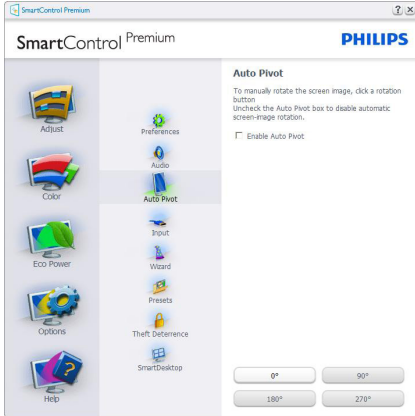 SmartControl Premium
SmartControl Premium
PHILIPS
Adjust
Color
Eco Power
Options
Help
Preferences
Audio
Auto Pivot
Input
Wizard
Presets
Theft Deterrence
SmartDesktop
Auto Pivot
To manually rotate the screen image, click a rotation
button
Uncheck the Auto Pivot box to disable automatic
screen-image rotation.
Enable Auto Pivot
0°
90°
180°
270°